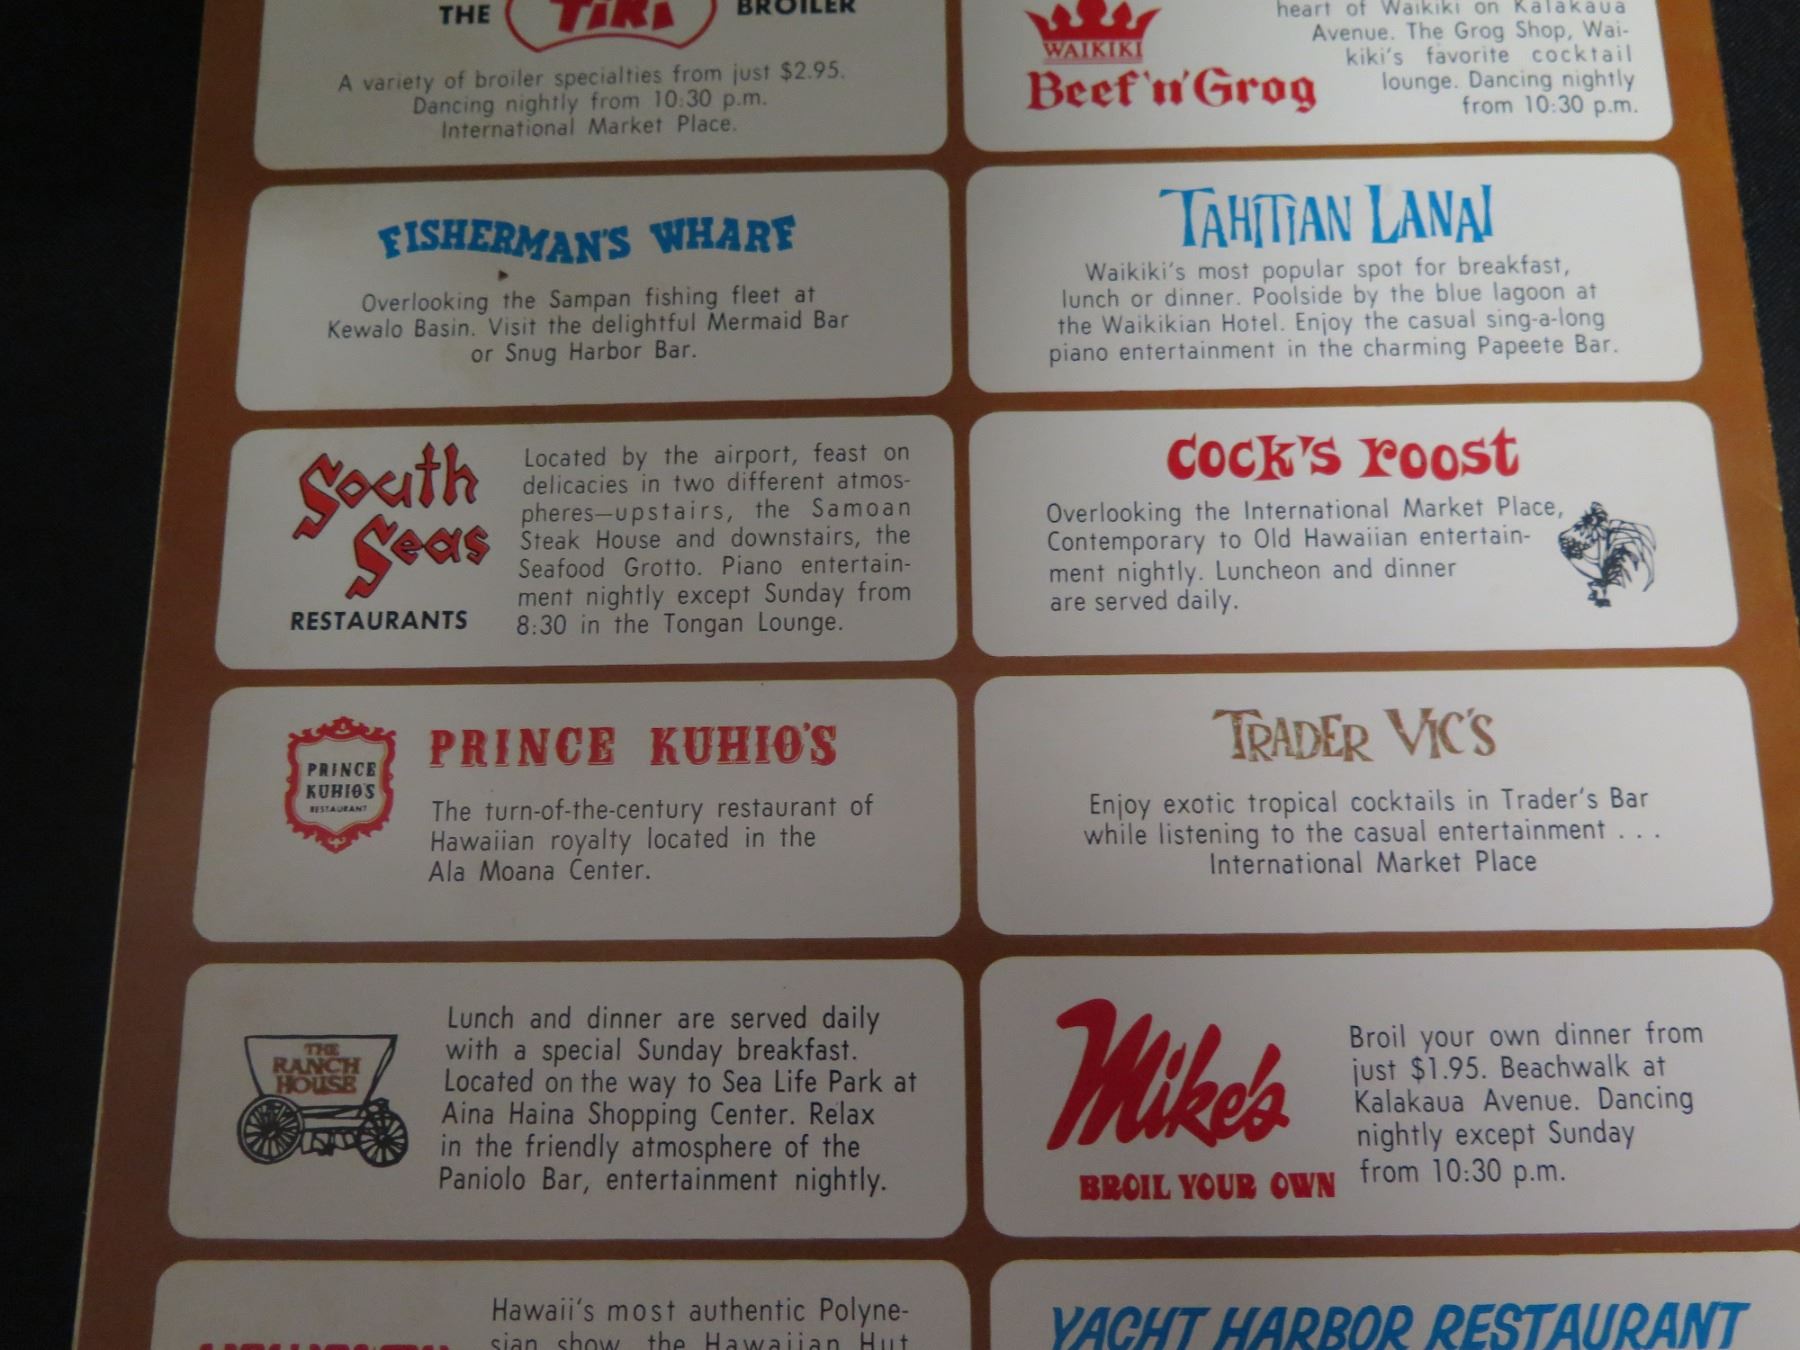 THE TiKi BROILER
A variety of broiler specialties from just $2.95.
Dancing nightly from 10:30 p.m.
International Market Place.
heart of Waikiki on Kalakaua
Avenue. The Grog Shop, Wai-
kiki's favorite cocktail
lounge. Dancing nightly
from 10:30 p.m.
WAIKIKI
Beef 'n' Grog
FISHERMAN'S WHARF
Overlooking the Sampan fishing fleet at
Kewalo Basin. Visit the delightful Mermaid Bar
or Snug Harbor Bar.
TAHITIAN LANAI
Waikiki's most popular spot for breakfast,
lunch or dinner. Poolside by the blue lagoon at
the Waikikian Hotel. Enjoy the casual sing-a-long
piano entertainment in the charming Papeete Bar.
South
Seas
RESTAURANTS
Located by the airport, feast on
delicacies in two different atmos-
pheres—upstairs, the Samoan
Steak House and downstairs, the
Seafood Grotto. Piano entertain-
ment nightly except Sunday from
8:30 in the Tongan Lounge.
COCK'S roost
Overlooking the International Market Place,
Contemporary to Old Hawaiian entertain-
ment nightly. Luncheon and dinner
are served daily.
PRINCE
KUHIO'S
RESTAURANT
PRINCE KUHIO'S
The turn-of-the-century restaurant of
Hawaiian royalty located in the
Ala Moana Center.
TRADER VIC'S
Enjoy exotic tropical cocktails in Trader's Bar
while listening to the casual entertainment . . .
International Market Place
THE
RANCH
HOUSE
Lunch and dinner are served daily
with a special Sunday breakfast.
Located on the way to Sea Life Park at
Aina Haina Shopping Center. Relax
in the friendly atmosphere of the
Paniolo Bar, entertainment nightly.
Mike's
BROIL YOUR OWN
Broil your own dinner from
just $1.95. Beachwalk at
Kalakaua Avenue. Dancing
nightly except Sunday
from 10:30 p.m.
Hawaii's most authentic Polyne-
sian show, the Hawaiian Hut
YACHT HARBOR RESTAURANT